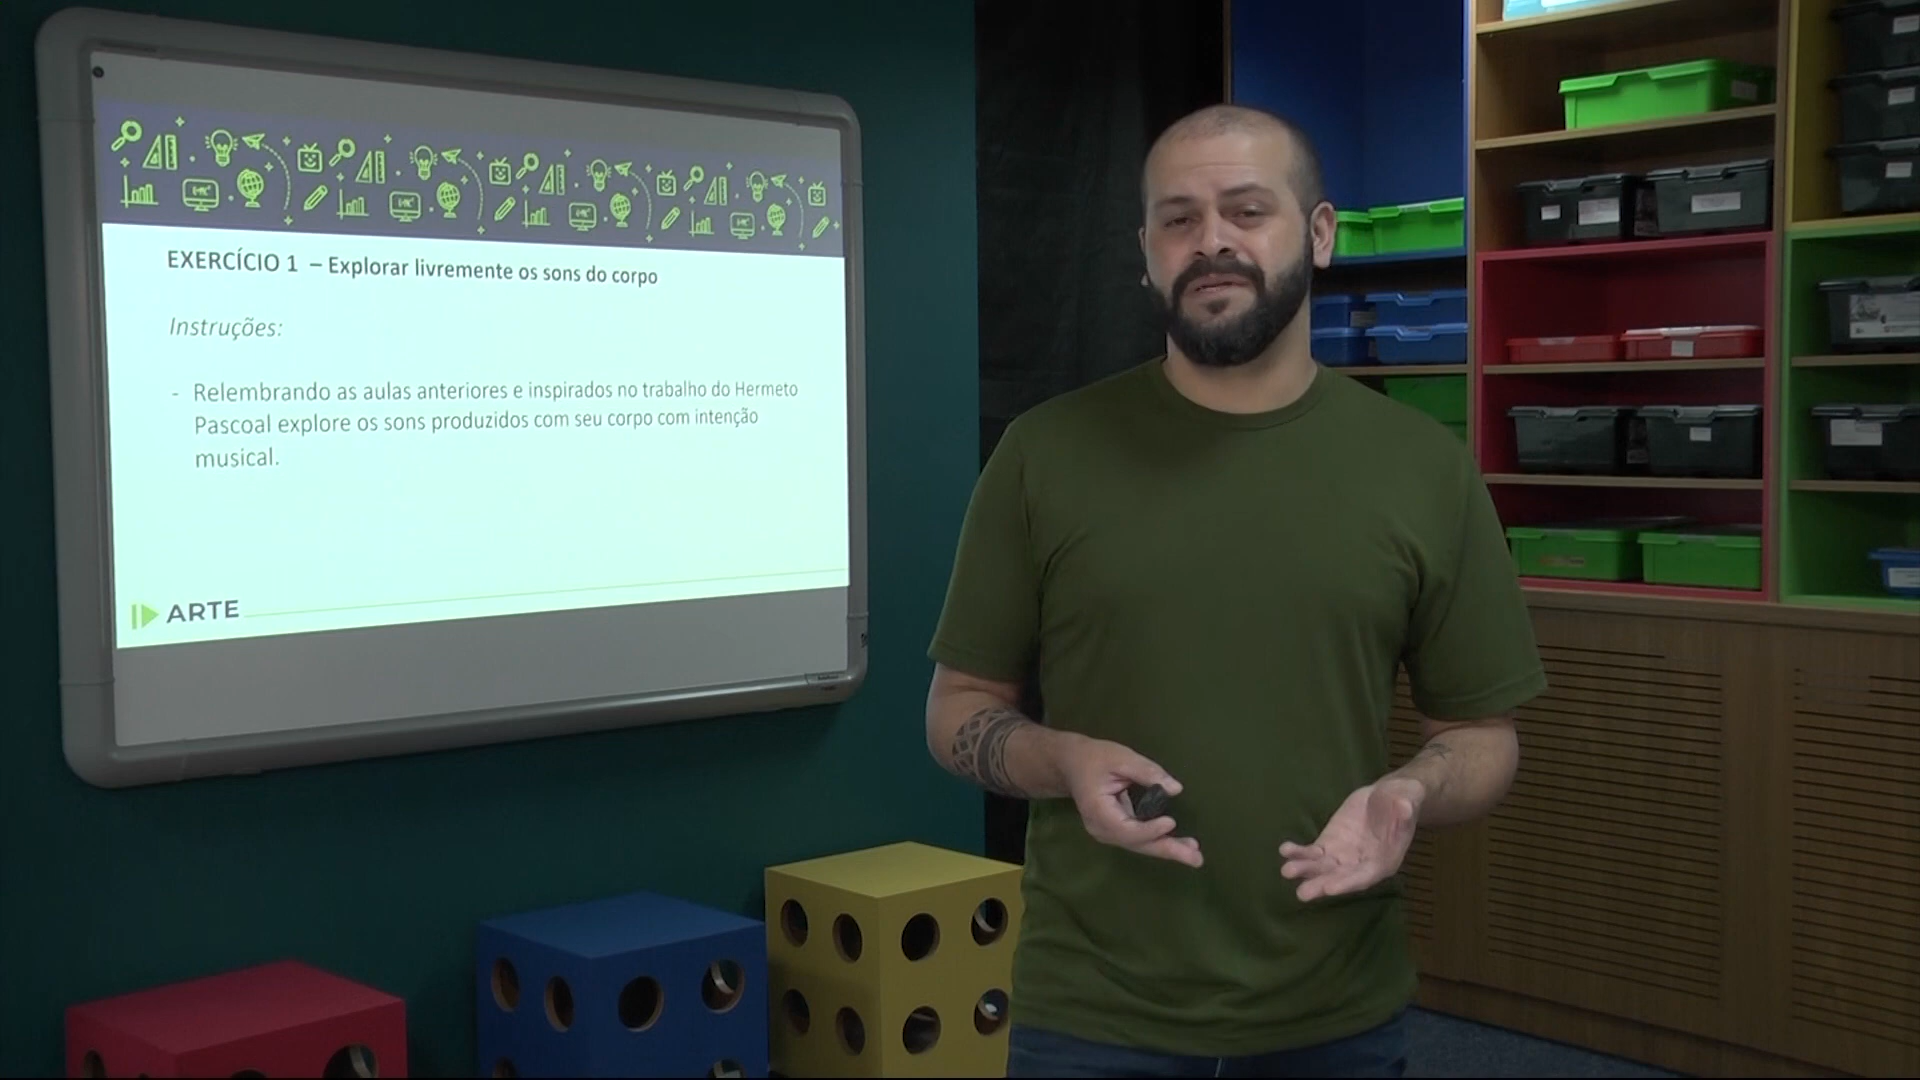 EXERCÍCIO 1 – Explorar livremente os sons do corpo
Instruções:
- Relembrando as aulas anteriores e inspirados no trabalho do Hermeto
Pascoal explore os sons produzidos com seu corpo com intenção
musical.
ARTE